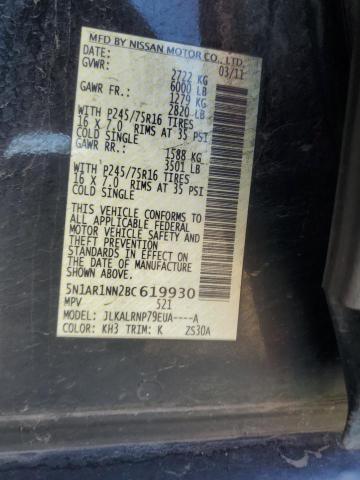 MFD BY NISSAN MOTOR CO., LTD.
DATE: 03/11
GVWR: 2722 KG
6000 LB
GAWR FR.: 1279 KG
2820 LB
WITH P245/75R16 TIRES
16 X 7.0 RIMS AT 35 PSI
COLD SINGLE
GAWR RR.: 1588 KG
3501 LB
WITH P245/75R16 TIRES
16 X 7.0 RIMS AT 35 PSI
COLD SINGLE
THIS VEHICLE CONFORMS TO
ALL APPLICABLE FEDERAL
MOTOR VEHICLE SAFETY AND
THEFT PREVENTION
STANDARDS IN EFFECT ON THE
DATE OF MANUFACTURE.
5N1AR1NN2BC619930
MPV 521
MODEL: JLKALRNP79EUA----A
COLOR: KH3 TRIM: K ZS30A